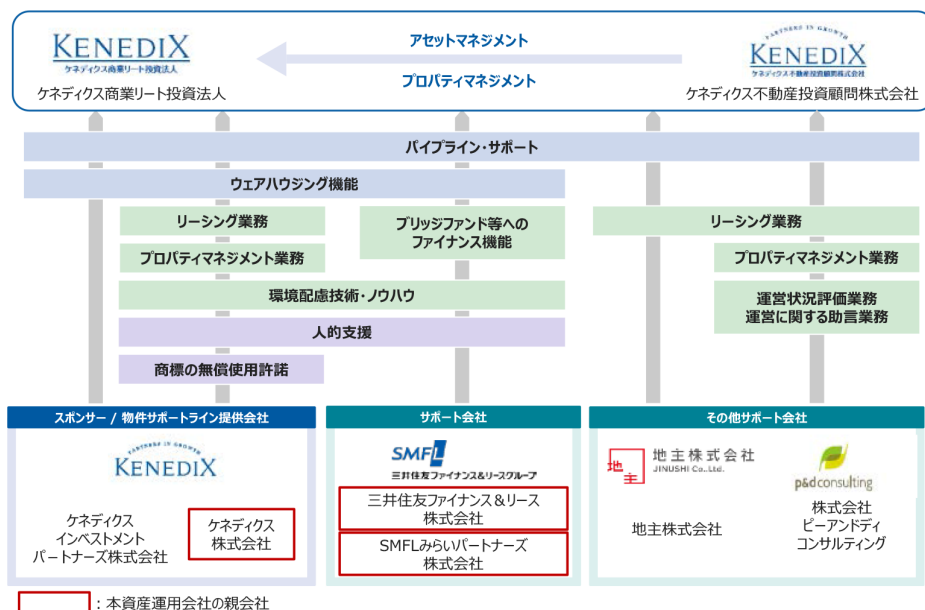 KENEDIX
ケネディクス商業リート投資法人
ケネディクス商業リート投資法人
アセットマネジメント
プロパティマネジメント
PARTNERS IN GROWTH
KENEDIX
ケネディクス不動産投資顧問株式会社
ケネディクス不動産投資顧問株式会社
パイプライン・サポート
ウェアハウジング機能
リーシング業務
ブリッジファンド等への
ファイナンス機能
リーシング業務
プロパティマネジメント業務
プロパティマネジメント業務
環境配慮技術・ノウハウ
運営状況評価業務
運営に関する助言業務
人的支援
商標の無償使用許諾
スポンサー / 物件サポートライン提供会社
PARTNERS IN GROWTH
KENEDIX
ケネディクス
インベストメント
パートナーズ株式会社
ケネディクス
株式会社
サポート会社
SMFL
三井住友ファイナンス&リースグループ
三井住友ファイナンス&リース
株式会社
SMFLみらいパートナーズ
株式会社
その他サポート会社
地主
地主株式会社
JINUSHI Co.,Ltd.
地主株式会社
p&d consulting
株式会社
ピーアンドディ
コンサルティング
：本資産運用会社の親会社